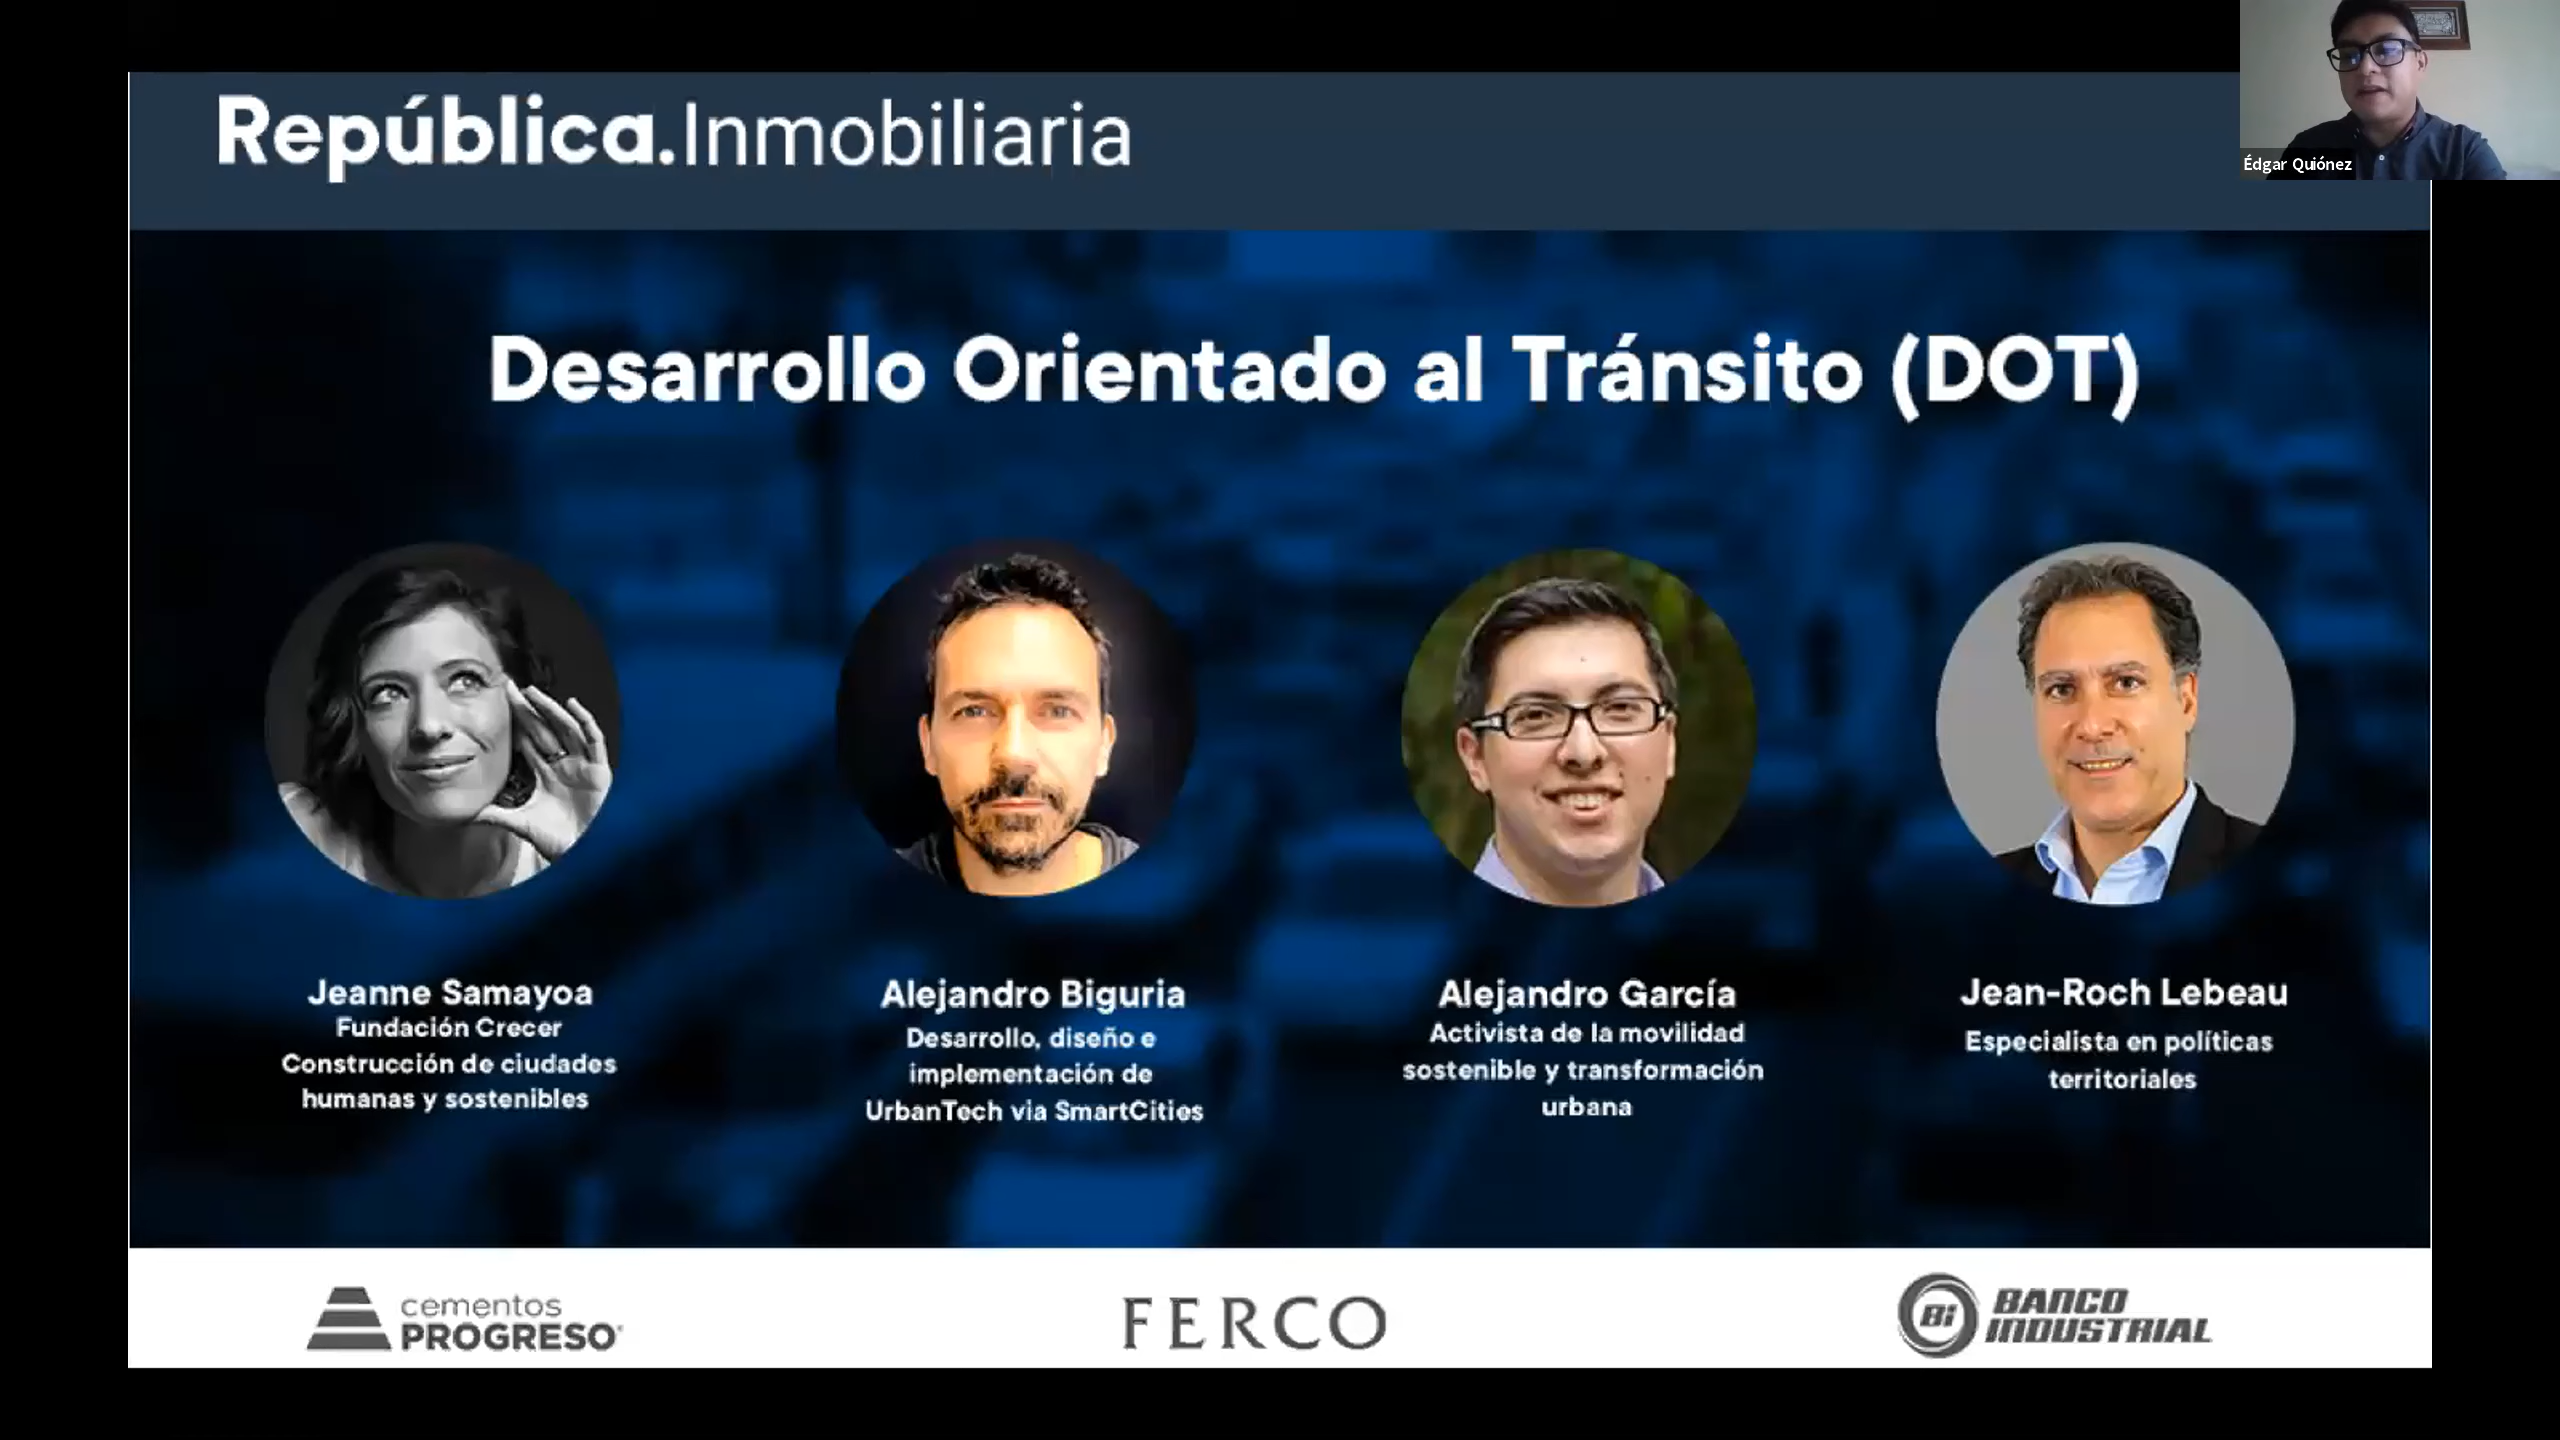 República.Inmobiliaria
Édgar Quiónez
Desarrollo Orientado al Tránsito (DOT)
Jeanne Samayoa
Fundación Crecer
Construcción de ciudades
humanas y sostenibles
Alejandro Biguria
Desarrollo, diseño e
implementación de
UrbanTech via SmartCities
Alejandro García
Activista de la movilidad
sostenible y transformación
urbana
Jean-Roch Lebeau
Especialista en políticas
territoriales
cementos
PROGRESO
FERCO
Bi
BANCO
INDUSTRIAL